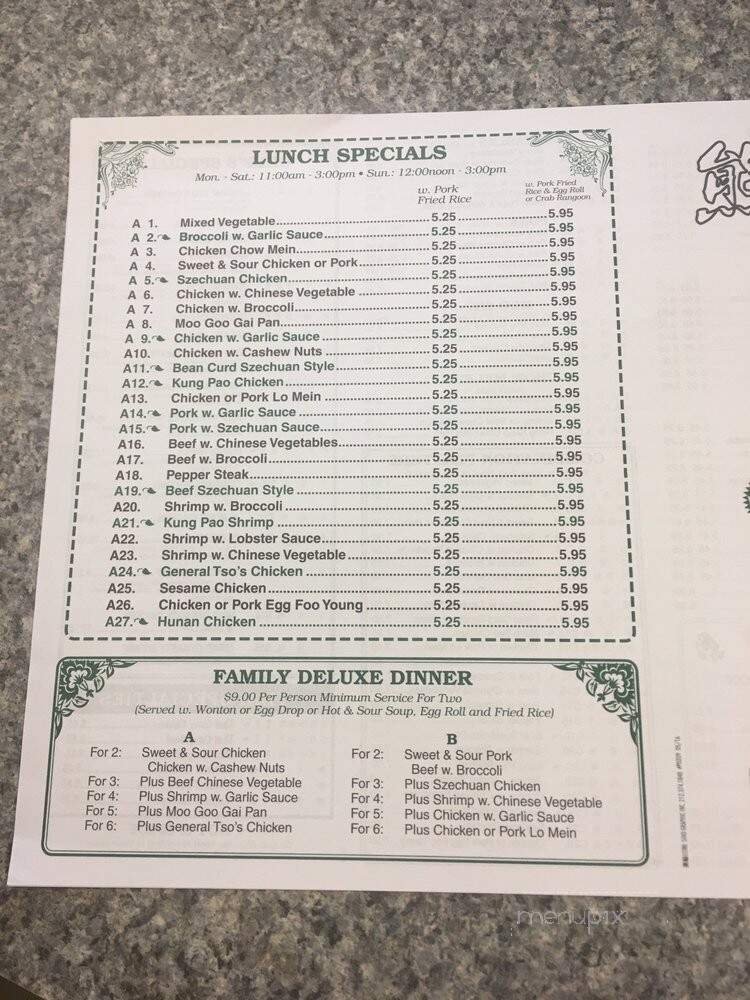 LUNCH SPECIALS
Mon. - Sat.: 11:00am - 3:00pm • Sun.: 12:00noon - 3:00pm
w. Pork Fried Rice
w. Pork Fried Rice & Egg Roll or Crab Rangoon
A 1. Mixed Vegetable 5.25 5.95
A 2. Broccoli w. Garlic Sauce 5.25 5.95
A 3. Chicken Chow Mein 5.25 5.95
A 4. Sweet & Sour Chicken or Pork 5.25 5.95
A 5. Szechuan Chicken 5.25 5.95
A 6. Chicken w. Chinese Vegetable 5.25 5.95
A 7. Chicken w. Broccoli 5.25 5.95
A 8. Moo Goo Gai Pan 5.25 5.95
A 9. Chicken w. Garlic Sauce 5.25 5.95
A10. Chicken w. Cashew Nuts 5.25 5.95
A11. Bean Curd Szechuan Style 5.25 5.95
A12. Kung Pao Chicken 5.25 5.95
A13. Chicken or Pork Lo Mein 5.25 5.95
A14. Pork w. Garlic Sauce 5.25 5.95
A15. Pork w. Szechuan Sauce 5.25 5.95
A16. Beef w. Chinese Vegetables 5.25 5.95
A17. Beef w. Broccoli 5.25 5.95
A18. Pepper Steak 5.25 5.95
A19. Beef Szechuan Style 5.25 5.95
A20. Shrimp w. Broccoli 5.25 5.95
A21. Kung Pao Shrimp 5.25 5.95
A22. Shrimp w. Lobster Sauce 5.25 5.95
A23. Shrimp w. Chinese Vegetable 5.25 5.95
A24. General Tso's Chicken 5.25 5.95
A25. Sesame Chicken 5.25 5.95
A26. Chicken or Pork Egg Foo Young 5.25 5.95
A27. Hunan Chicken 5.25 5.95
FAMILY DELUXE DINNER
$9.00 Per Person Minimum Service For Two
(Served w. Wonton or Egg Drop or Hot & Sour Soup, Egg Roll and Fried Rice)
A
For 2: Sweet & Sour Chicken
Chicken w. Cashew Nuts
For 3: Plus Beef Chinese Vegetable
For 4: Plus Shrimp w. Garlic Sauce
For 5: Plus Moo Goo Gai Pan
For 6: Plus General Tso's Chicken
B
For 2: Sweet & Sour Pork
Beef w. Broccoli
For 3: Plus Szechuan Chicken
For 4: Plus Shrimp w. Chinese Vegetable
For 5: Plus Chicken w. Garlic Sauce
For 6: Plus Chicken or Pork Lo Mein
menupix